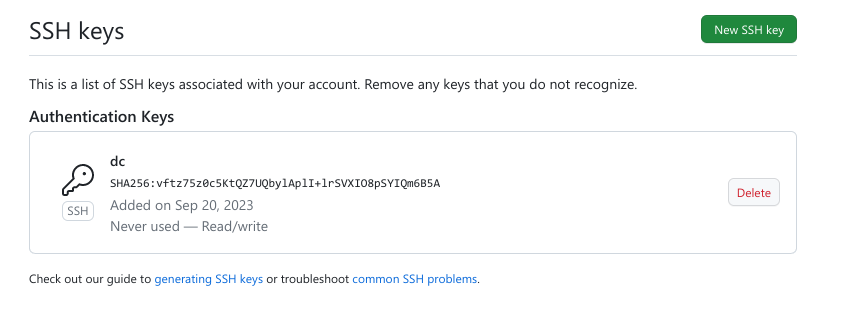 SSH keys
New SSH key
This is a list of SSH keys associated with your account. Remove any keys that you do not recognize.
Authentication Keys
dc
SHA256:vftz75z0c5KtQZ7UQbylAplI+lrSVXIO8pSYIQm6B5A
Added on Sep 20, 2023
Never used — Read/write
SSH
Delete
Check out our guide to generating SSH keys or troubleshoot common SSH problems.